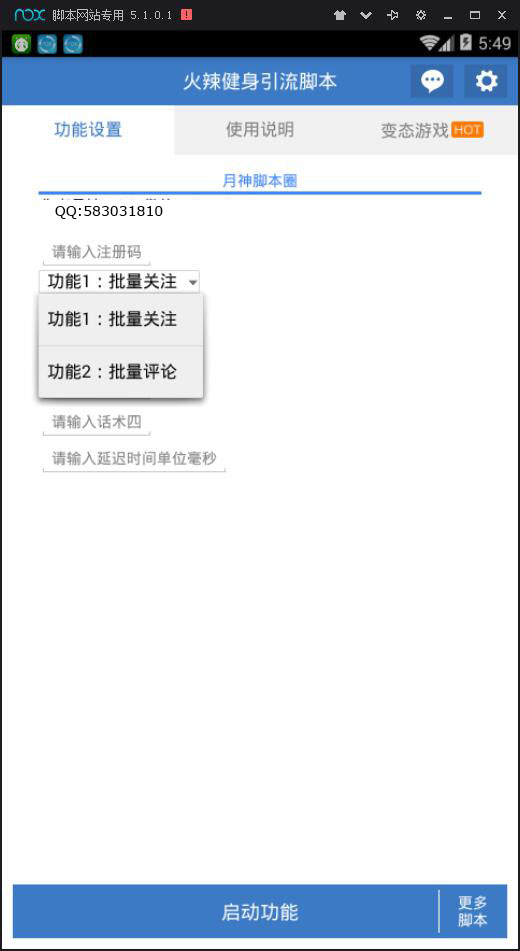 nox 脚本网站专用 5.1.0.1
5:49
火辣健身引流脚本
功能设置
使用说明
变态游戏 HOT
月神脚本圈
QQ:583031810
请输入注册码
功能1：批量关注
功能1：批量关注
功能2：批量评论
请输入话术四
请输入延迟时间单位毫秒
启动功能
更多
脚本